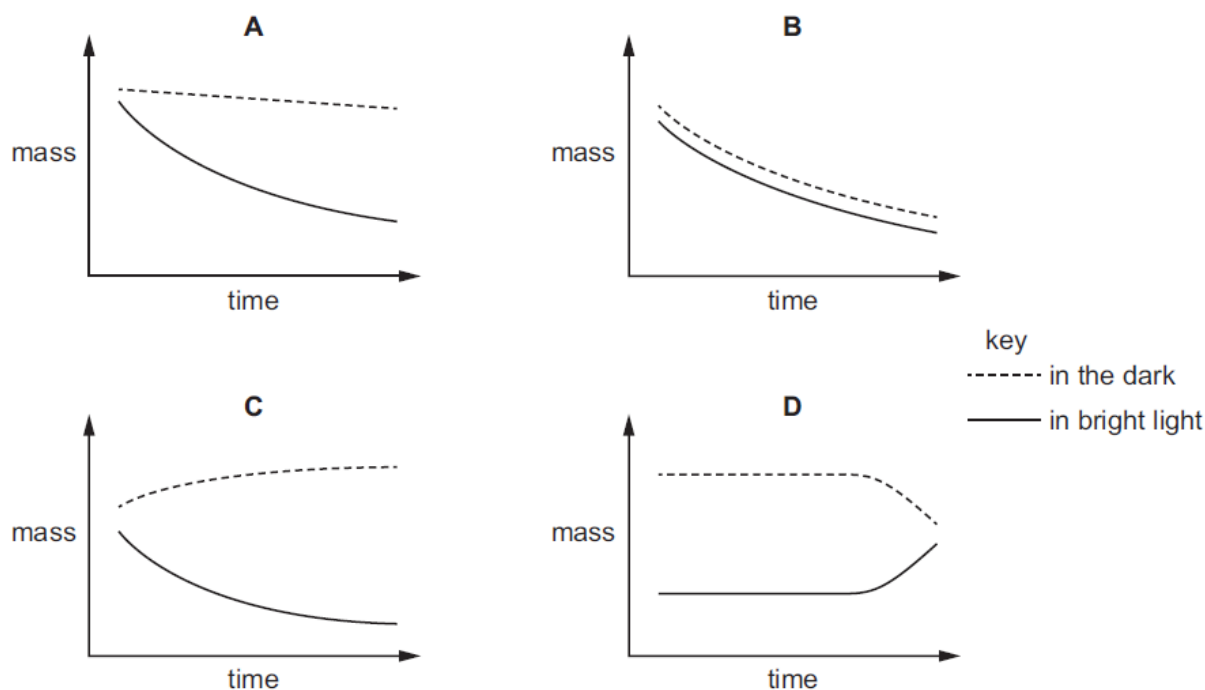 A
mass
time
B
mass
time
key
in the dark
in bright light
C
mass
time
D
mass
time